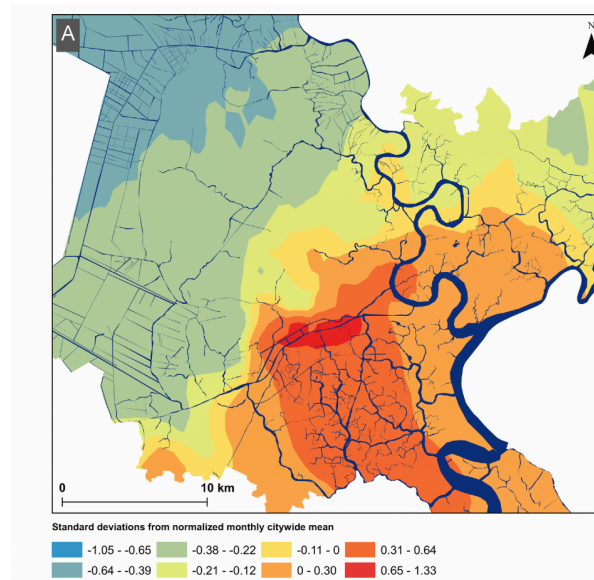 A
N
0 10 km
Standard deviations from normalized monthly citywide mean
-1.05 - -0.65 -0.38 - -0.22 -0.11 - 0 0.31 - 0.64
-0.64 - -0.39 -0.21 - -0.12 0 - 0.30 0.65 - 1.33